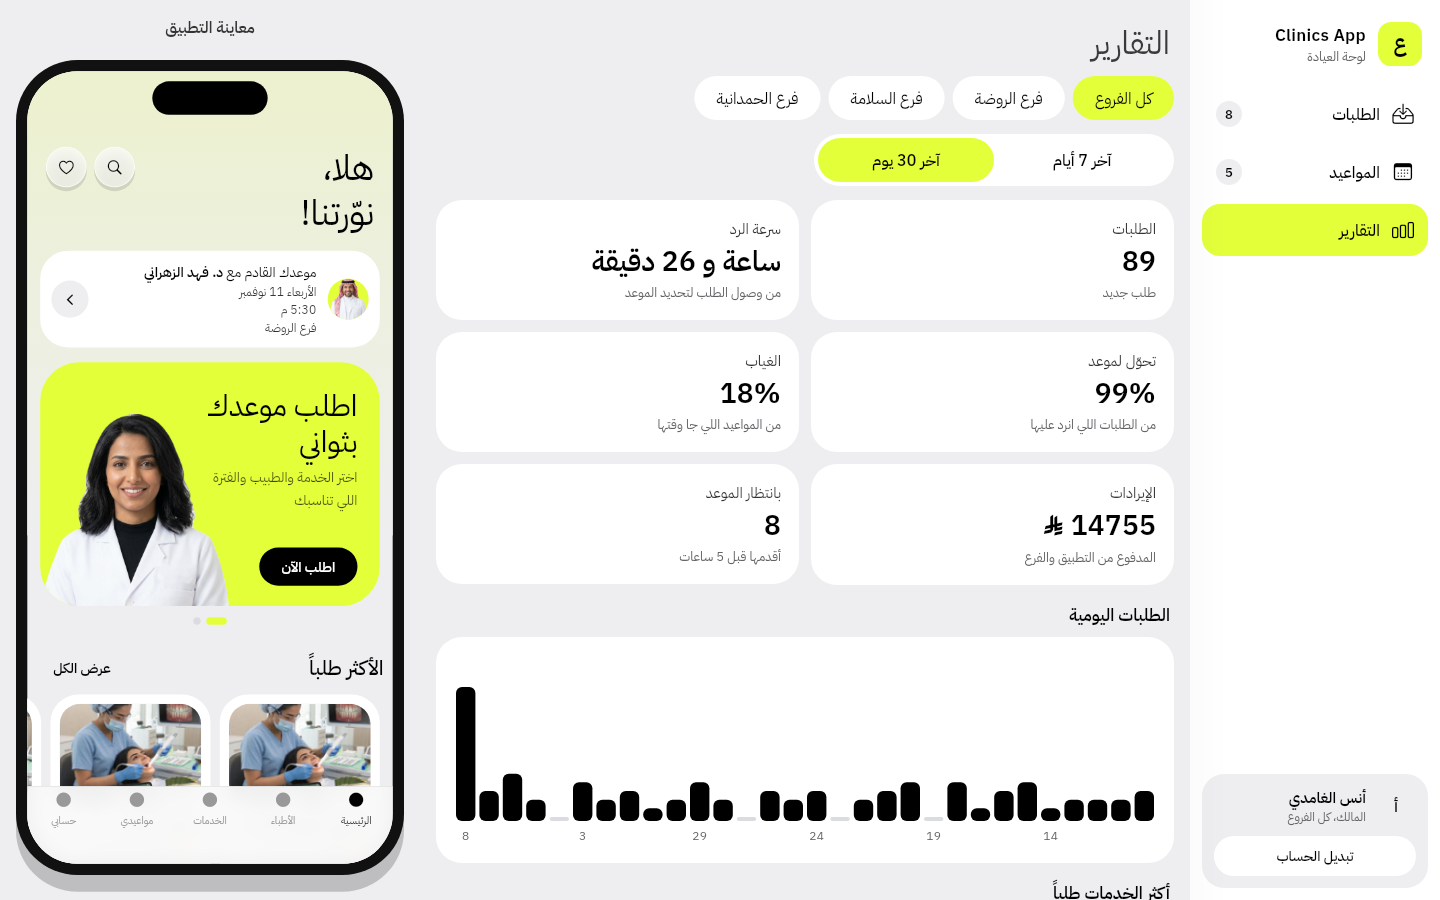 Clinics App
لوحة العيادة
ع
الطلبات
8
المواعيد
5
التقارير
أنس الغامدي
المالك، كل الفروع
أ
تبديل الحساب
التقارير
كل الفروع
فرع الروضة
فرع السلامة
فرع الحمدانية
آخر 7 أيام
آخر 30 يوم
الطلبات
89
طلب جديد
سرعة الرد
ساعة و 26 دقيقة
من وصول الطلب لتحديد الموعد
تحوّل لموعد
99%
من الطلبات اللي انرد عليها
الغياب
18%
من المواعيد اللي جا وقتها
الإيرادات
14755
المدفوع من التطبيق والفرع
بانتظار الموعد
8
أقدمها قبل 5 ساعات
الطلبات اليومية
14
19
24
29
3
8
أكثر الخدمات طلباً
معاينة التطبيق
هلا،
نوّرتنا!
موعدك القادم مع د. فهد الزهراني
الأربعاء 11 نوفمبر
5:30 م
فرع الروضة
اطلب موعدك
بثواني
اختر الخدمة والطبيب والفترة
اللي تناسبك
اطلب الآن
الأكثر طلباً
عرض الكل
الرئيسية
الأطباء
الخدمات
مواعيدي
حسابي